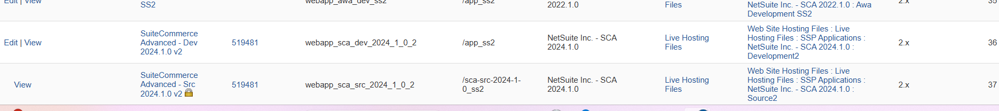 Edit | View
SS2
webapp_awa_dev_ss2
/app_ss2
2022.1.0
Files
NetSuite Inc. - SCA 2022.1.0 : Awa
Development SS2
2.x
35
Edit | View
SuiteCommerce
Advanced - Dev
2024.1.0 v2
519481
webapp_sca_dev_2024_1_0_2
/app_ss2
NetSuite Inc. - SCA
2024.1.0
Live Hosting
Files
Web Site Hosting Files : Live
Hosting Files : SSP Applications :
NetSuite Inc. - SCA 2024.1.0 :
Development2
2.x
36
View
SuiteCommerce
Advanced - Src
2024.1.0 v2
519481
webapp_sca_src_2024_1_0_2
/sca-src-2024-1-
0_ss2
NetSuite Inc. - SCA
2024.1.0
Live Hosting
Files
Web Site Hosting Files : Live
Hosting Files : SSP Applications :
NetSuite Inc. - SCA 2024.1.0 :
Source2
2.x
37